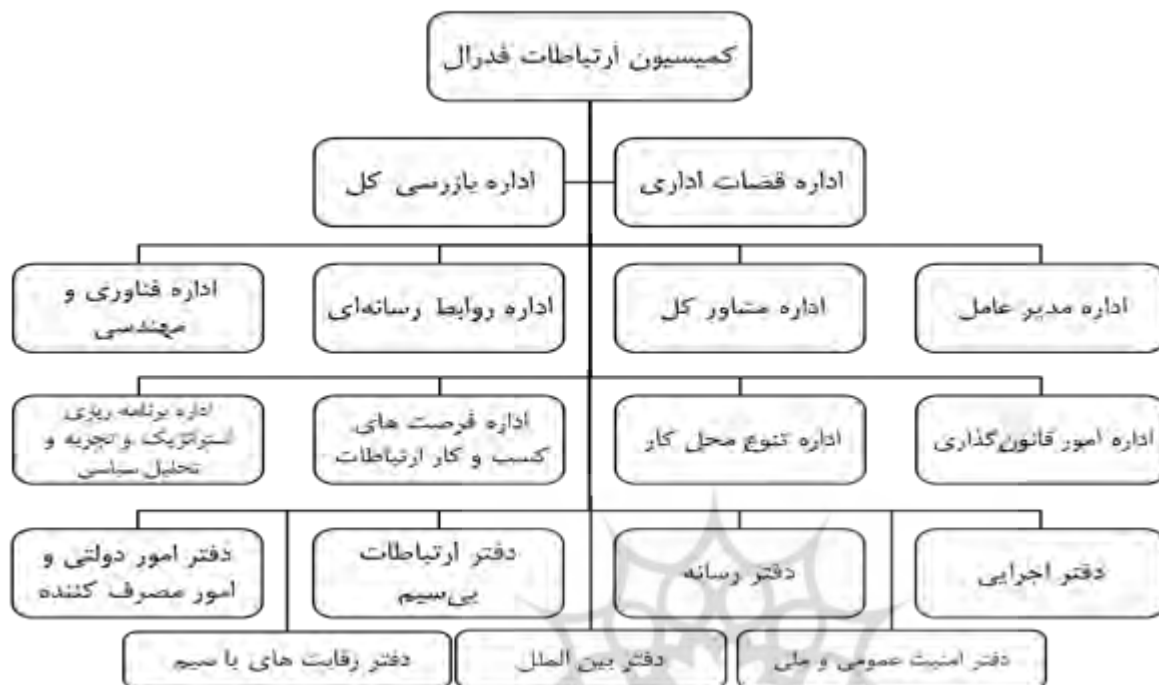 کمیسیون ارتباطات فدرال
اداره قضات اداری
اداره بازرسی کل
اداره مدیر عامل
اداره مشاور کل
اداره روابط رسانه‌ای
اداره فناوری و
مهندسی
اداره امور قانون‌گذاری
اداره تنوع محل کار
اداره فرصت های
کسب و کار ارتباطات
اداره برنامه ریزی
استراتژیک و تجزیه و
تحلیل سیاسی
دفتر اجرایی
دفتر رسانه
دفتر ارتباطات
بی‌سیم
دفتر امور دولتی و
امور مصرف کننده
دفتر امنیت عمومی و ملی
دفتر بین الملل
دفتر رقابت های با سیم